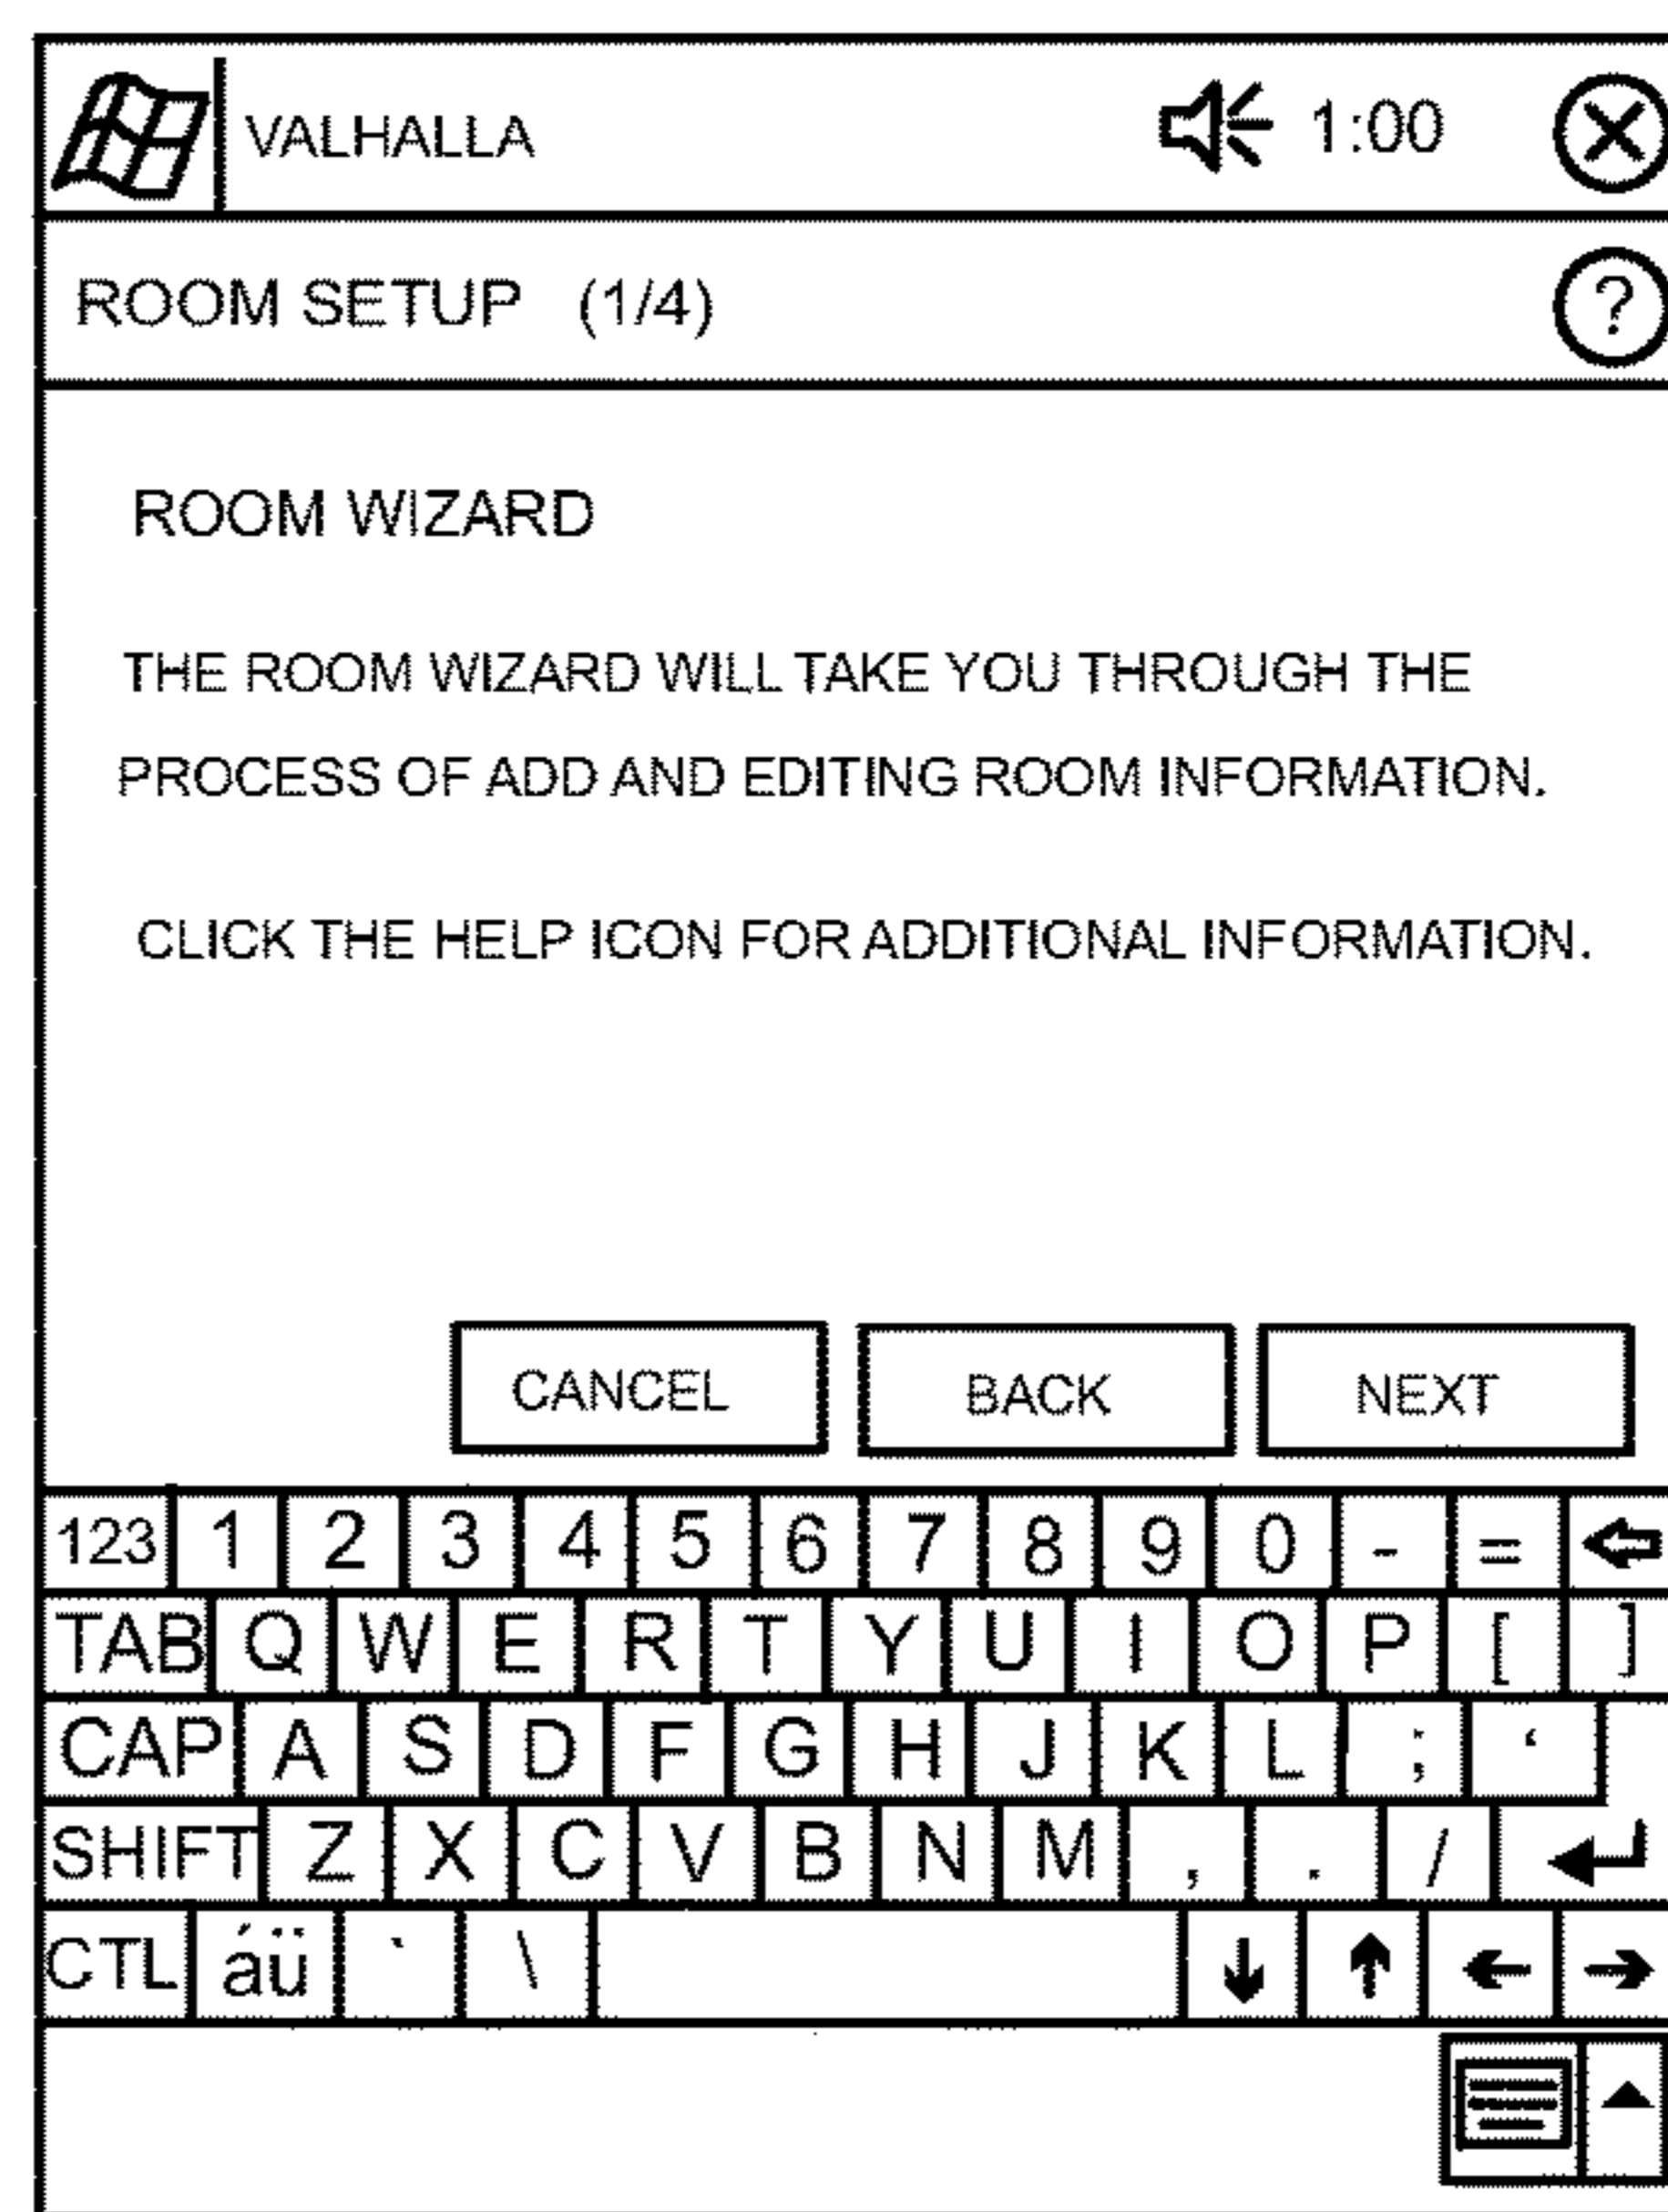 VALHALLA 1:00
ROOM SETUP (1/4) ?
ROOM WIZARD
THE ROOM WIZARD WILL TAKE YOU THROUGH THE
PROCESS OF ADD AND EDITING ROOM INFORMATION.
CLICK THE HELP ICON FOR ADDITIONAL INFORMATION.
CANCEL BACK NEXT
123 1 2 3 4 5 6 7 8 9 0 - =
TAB Q W E R T Y U I O P [ ]
CAP A S D F G H J K L ; ‘
SHIFT Z X C V B N M , . /
CTL áü ` \